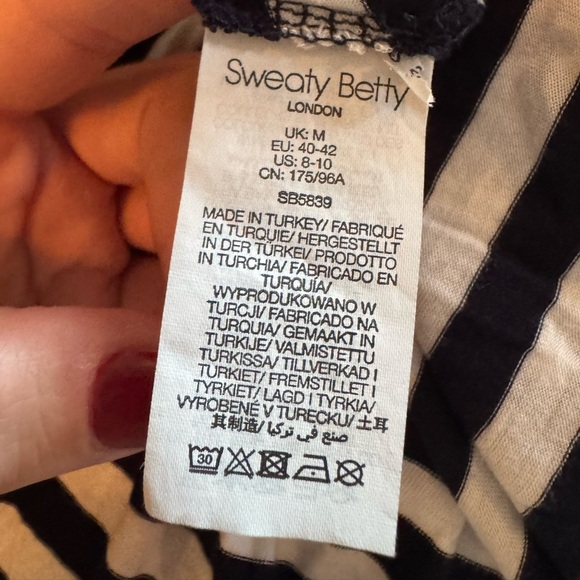 Sweaty Betty
LONDON
UK: M
EU: 40-42
US: 8-10
CN: 175/96A
SB5839
MADE IN TURKEY/ FABRIQUÉ
EN TURQUIE/ HERGESTELLT
IN DER TÜRKEI/ PRODOTTO
IN TURCHIA/ FABRICADO EN
TURQUÍA/
WYPRODUKOWANO W
TURCJI/ FABRICADO NA
TURQUIA/ GEMAAKT IN
TURKIJE/ VALMISTETTU
TURKISSA/ TILLVERKAD I
TURKIET/ FREMSTILLET I
TYRKIET/ LAGD I TYRKIA/
VYROBENÉ V TURECKU/ 土耳
其制造/ صنع في تركيا
30